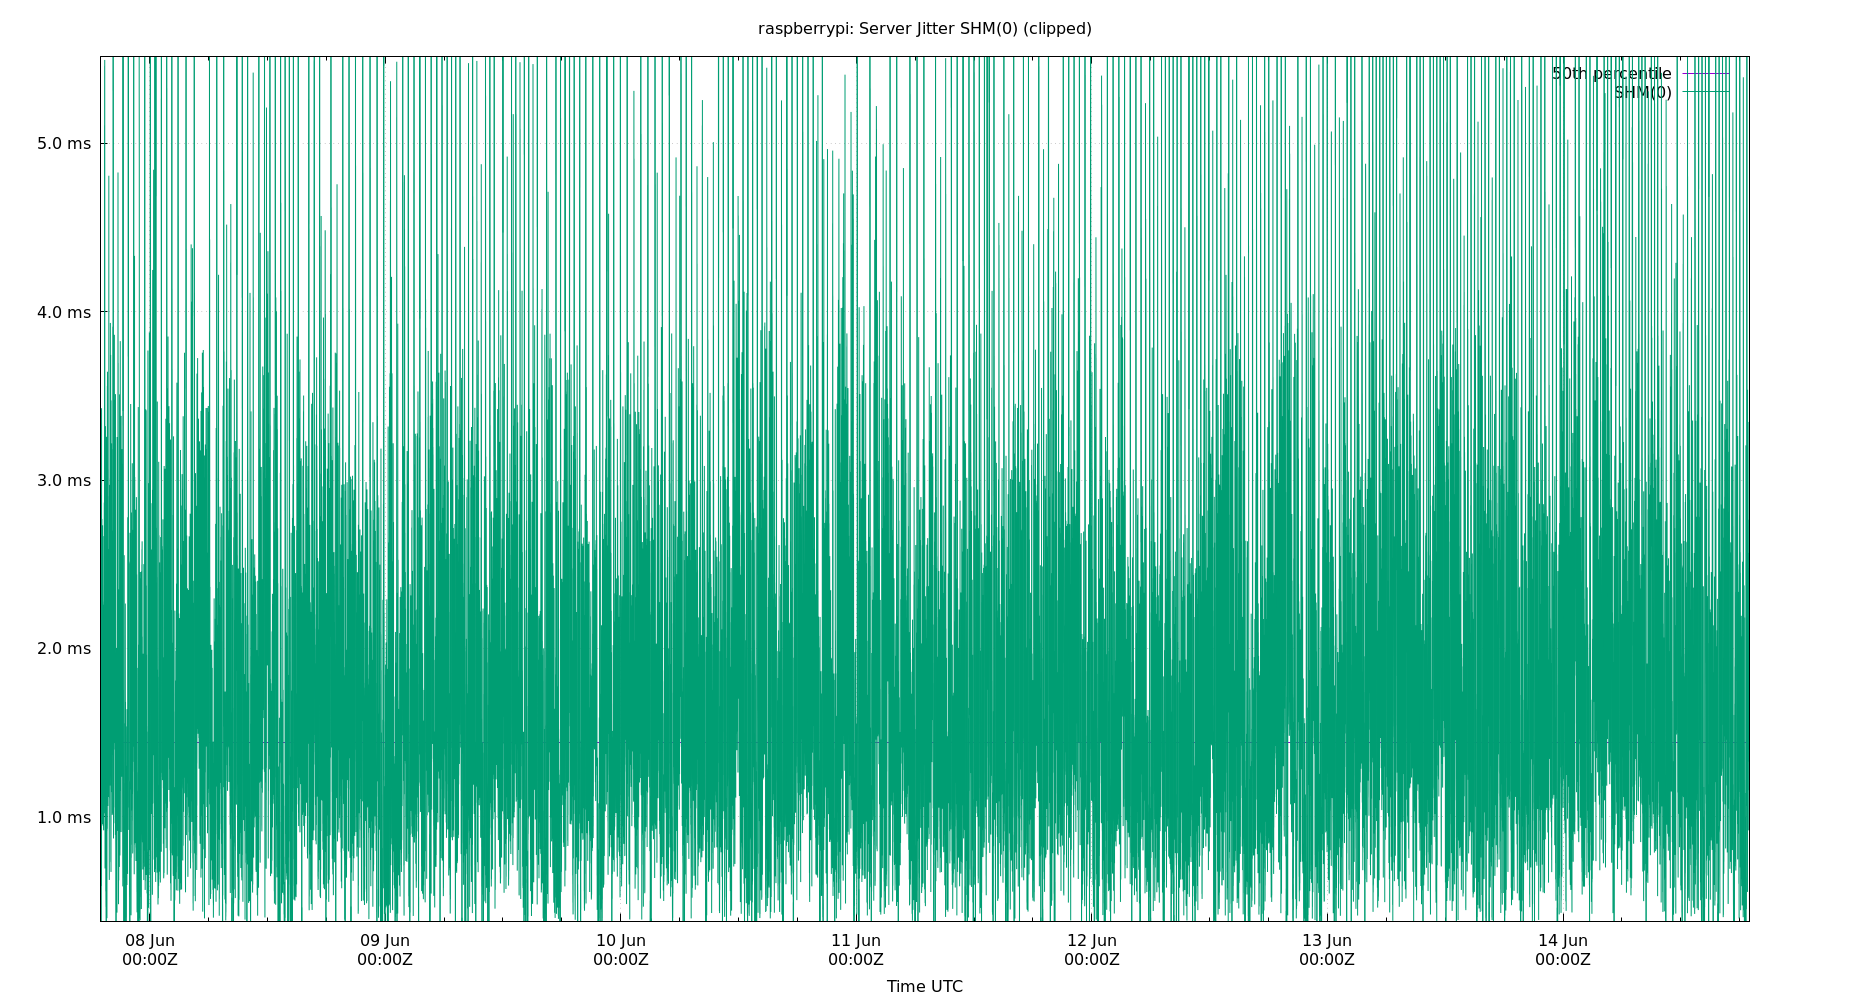 raspberrypi: Server Jitter SHM(0) (clipped)
50th percentile
SHM(0)
5.0 ms
4.0 ms
3.0 ms
2.0 ms
1.0 ms
08 Jun 09 Jun 10 Jun 11 Jun 12 Jun 13 Jun 14 Jun
00:00Z 00:00Z 00:00Z 00:00Z 00:00Z 00:00Z 00:00Z
Time UTC